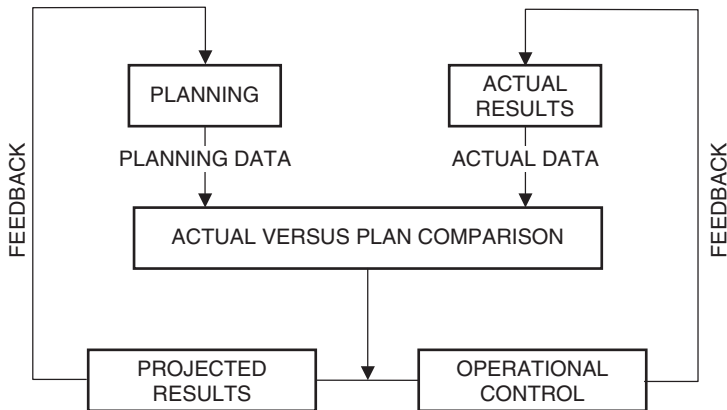 PLANNING
ACTUAL
RESULTS
PLANNING DATA
ACTUAL DATA
FEEDBACK
FEEDBACK
ACTUAL VERSUS PLAN COMPARISON
PROJECTED
RESULTS
OPERATIONAL
CONTROL